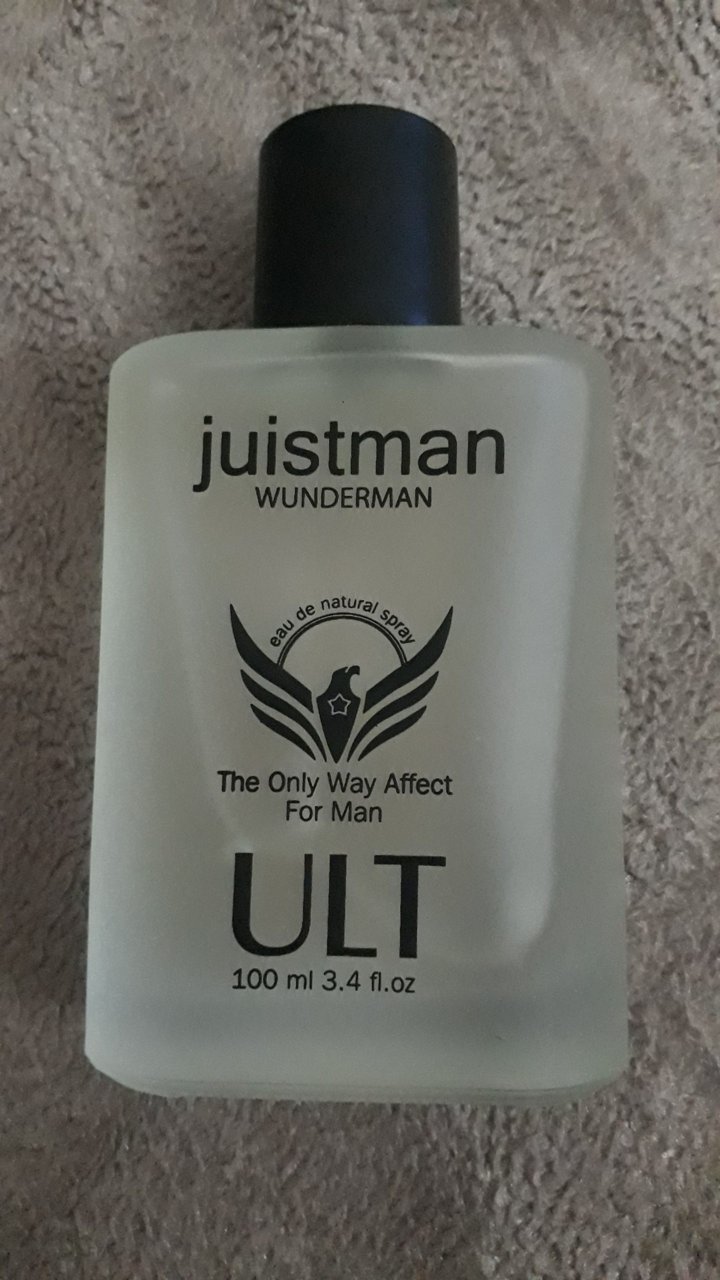 juistman
WUNDERMAN
eau de natural spray
The Only Way Affect
For Man
ULT
100 ml 3.4 fl.oz